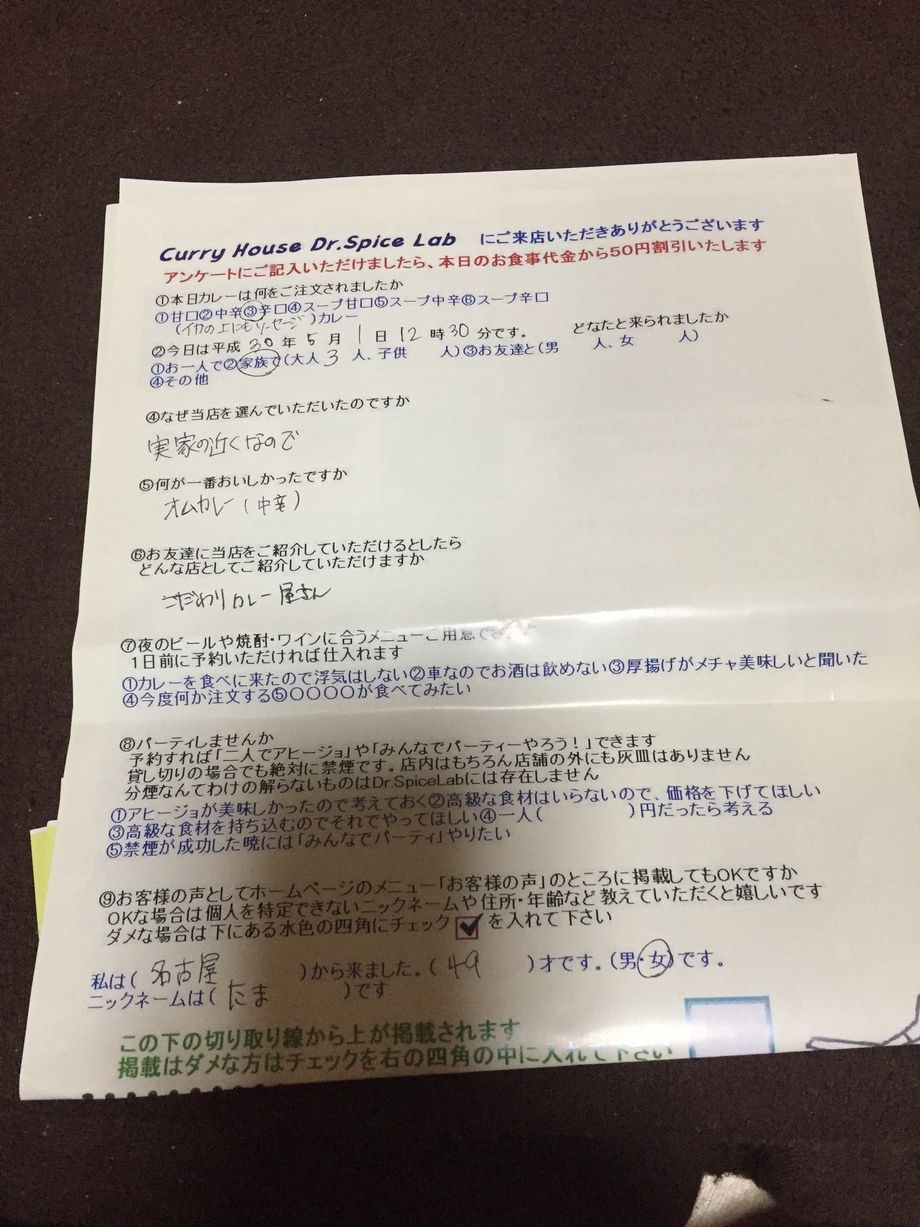 Curry House Dr.Spice Lab にご来店いただきありがとうございます
アンケートにご記入いただけましたら、本日のお食事代金から50円割引いたします
①本日カレーは何をご注文されましたか
①甘口②中辛③辛口④スープ甘口⑤スープ中辛⑥スープ辛口
(イカの上にもソーセージ)カレー
②今日は平成 30 年 5 月 1 日 12 時 30 分です。 どなたと来られましたか
①お一人で②家族で(大人 3 人、子供 人)③お友達と(男 人、女 人)
④その他
④なぜ当店を選んでいただいたのですか
実家の近くなので
⑤何が一番おいしかったですか
オムカレー(中辛)
⑥お友達に当店をご紹介していただけるとしたら
どんな店としてご紹介していただけますか
こだわりカレー屋さん
⑦夜のビールや焼酎・ワインに合うメニューご用意でき
1日前に予約いただければ仕入れます
①カレーを食べに来たので浮気はしない②車なのでお酒は飲めない③厚揚げがメチャ美味しいと聞いた
④今度何か注文する⑤〇〇〇〇が食べてみたい
⑧パーティしませんか
予約すれば「二人でアヒージョ」や「みんなでパーティーやろう!」できます
貸し切りの場合でも絶対に禁煙です。店内はもちろん店舗の外にも灰皿はありません
分煙なんてわけの解らないものはDr.SpiceLabには存在しません
①アヒージョが美味しかったので考えておく②高級な食材はいらないので、価格を下げてほしい
③高級な食材を持ち込むのでそれでやってほしい④一人( )円だったら考える
⑤禁煙が成功した暁には「みんなでパーティ」やりたい
⑨お客様の声としてホームページのメニュー「お客様の声」のところに掲載してもOKですか
OKな場合は個人を特定できないニックネームや住所・年齢など教えていただくと嬉しいです
ダメな場合は下にある水色の四角にチェック を入れて下さい
私は( 名古屋 )から来ました。( 49 )才です。(男・女)です。
ニックネームは( たま )です
この下の切り取り線から上が掲載されます
掲載はダメな方はチェックを右の四角の中に入れて下さい